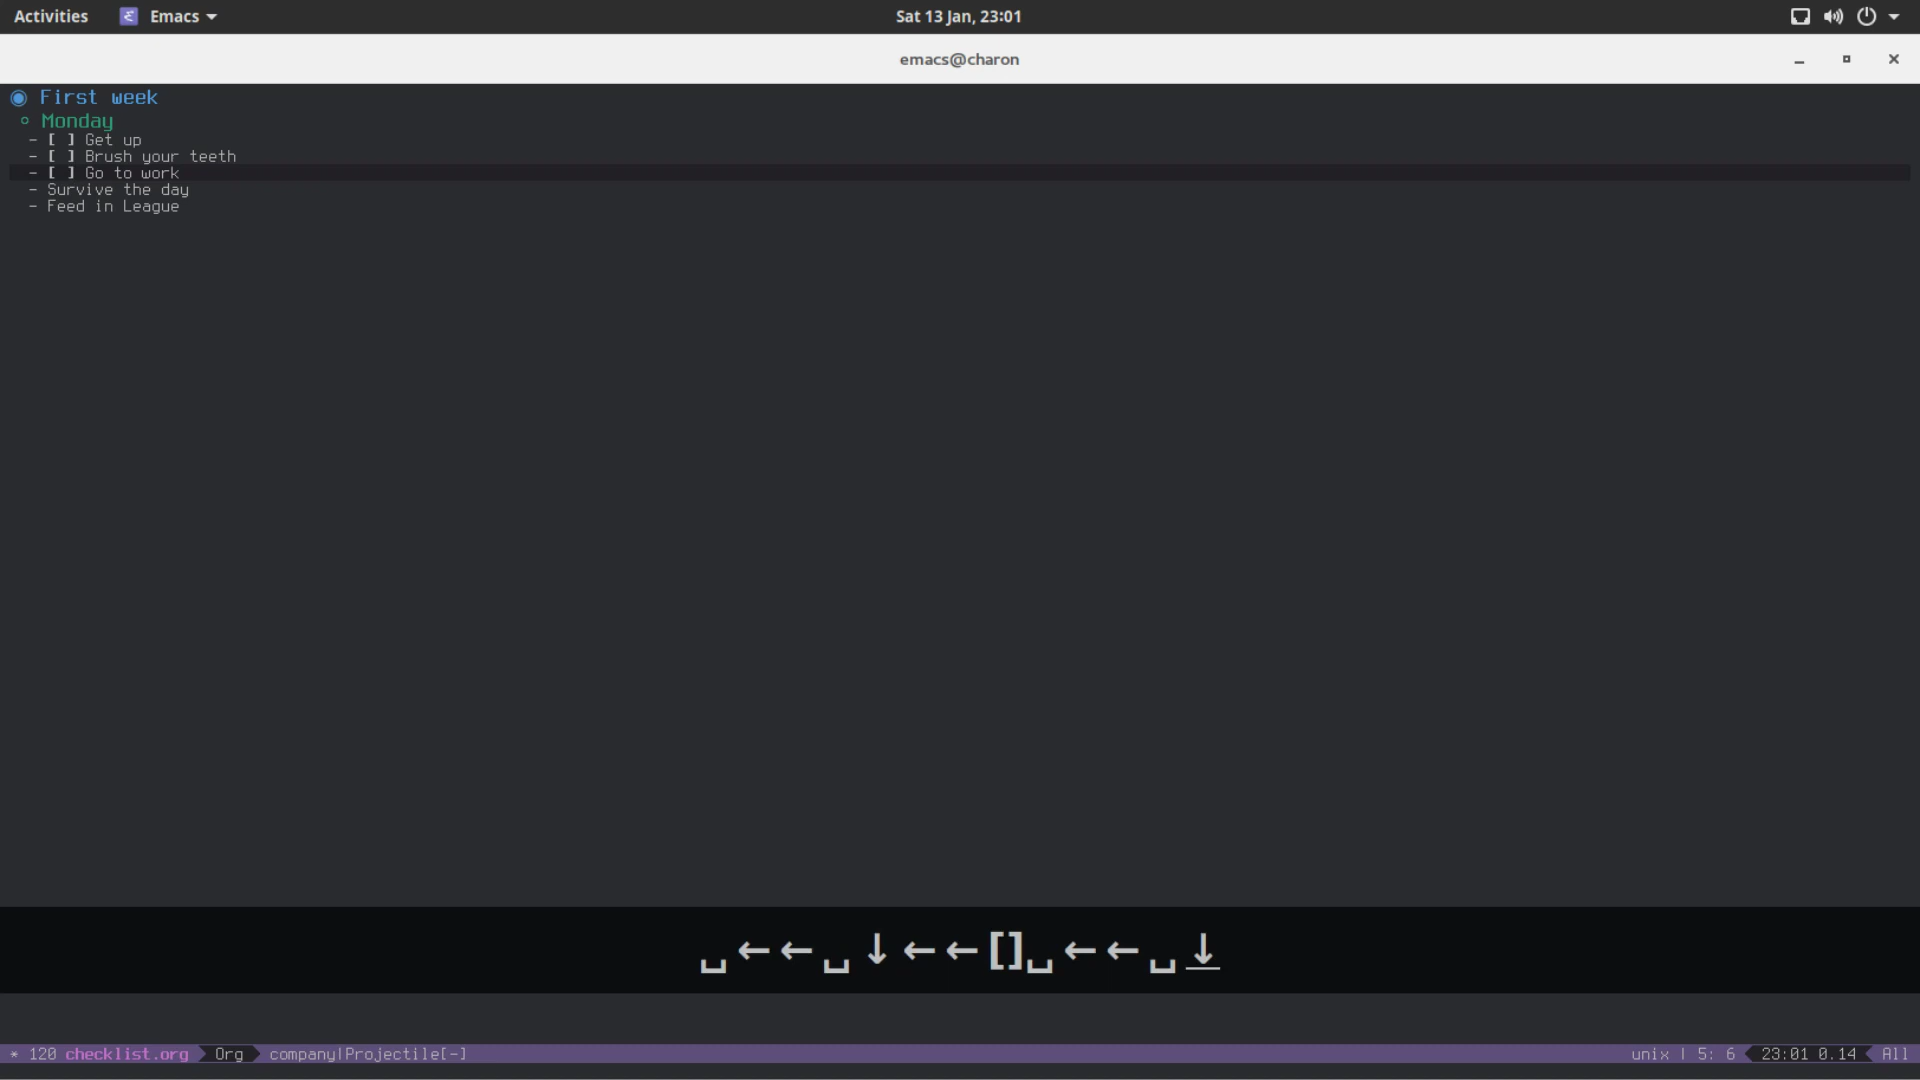 Activities Emacs Sat 13 Jan, 23:01
emacs@charon
First week
Monday
- [ ] Get up
- [ ] Brush your teeth
- [ ] Go to work
- Survive the day
- Feed in League
␣←←␣↓←←[]␣←←␣↓
* 120 checklist.org Org company|Projectile[-] unix | 5: 6 23:01 0.14 All